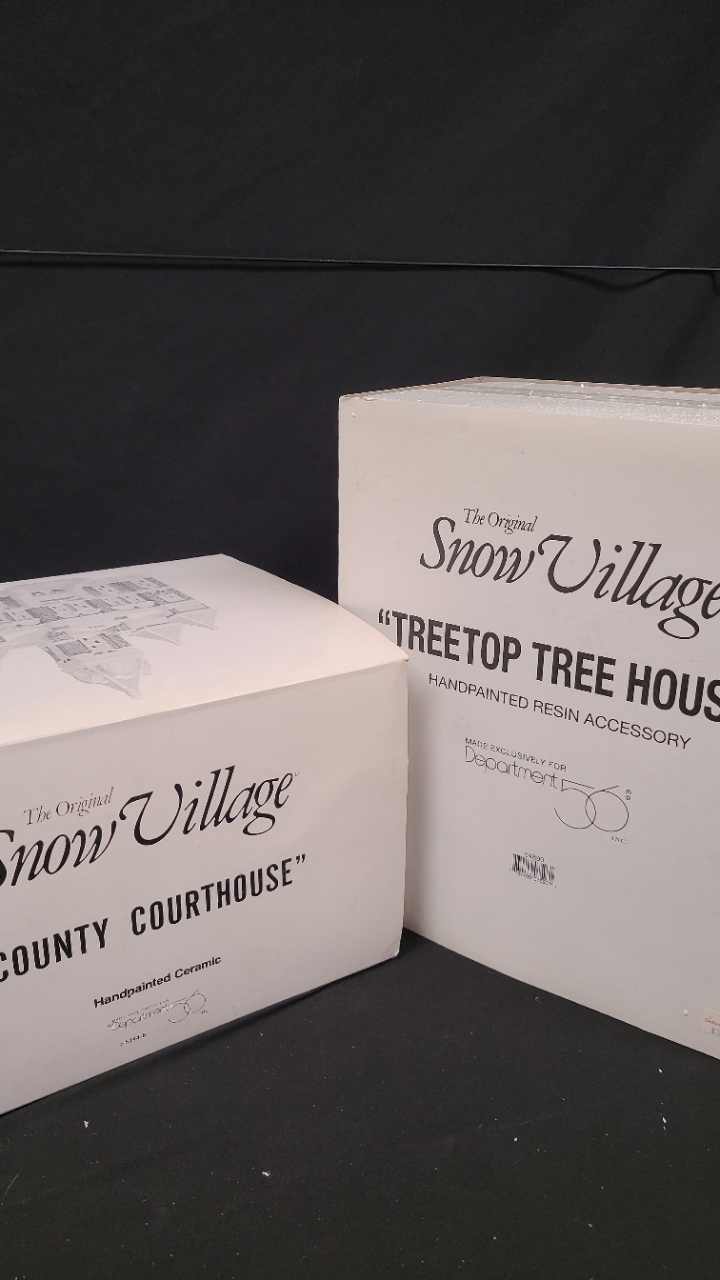 The Original
Snow Village
"COUNTY COURTHOUSE"
Handpainted Ceramic
Department 56
The Original
Snow Village
"TREETOP TREE HOUS
HANDPAINTED RESIN ACCESSORY
MADE EXCLUSIVELY FOR
Department 56®
INC.